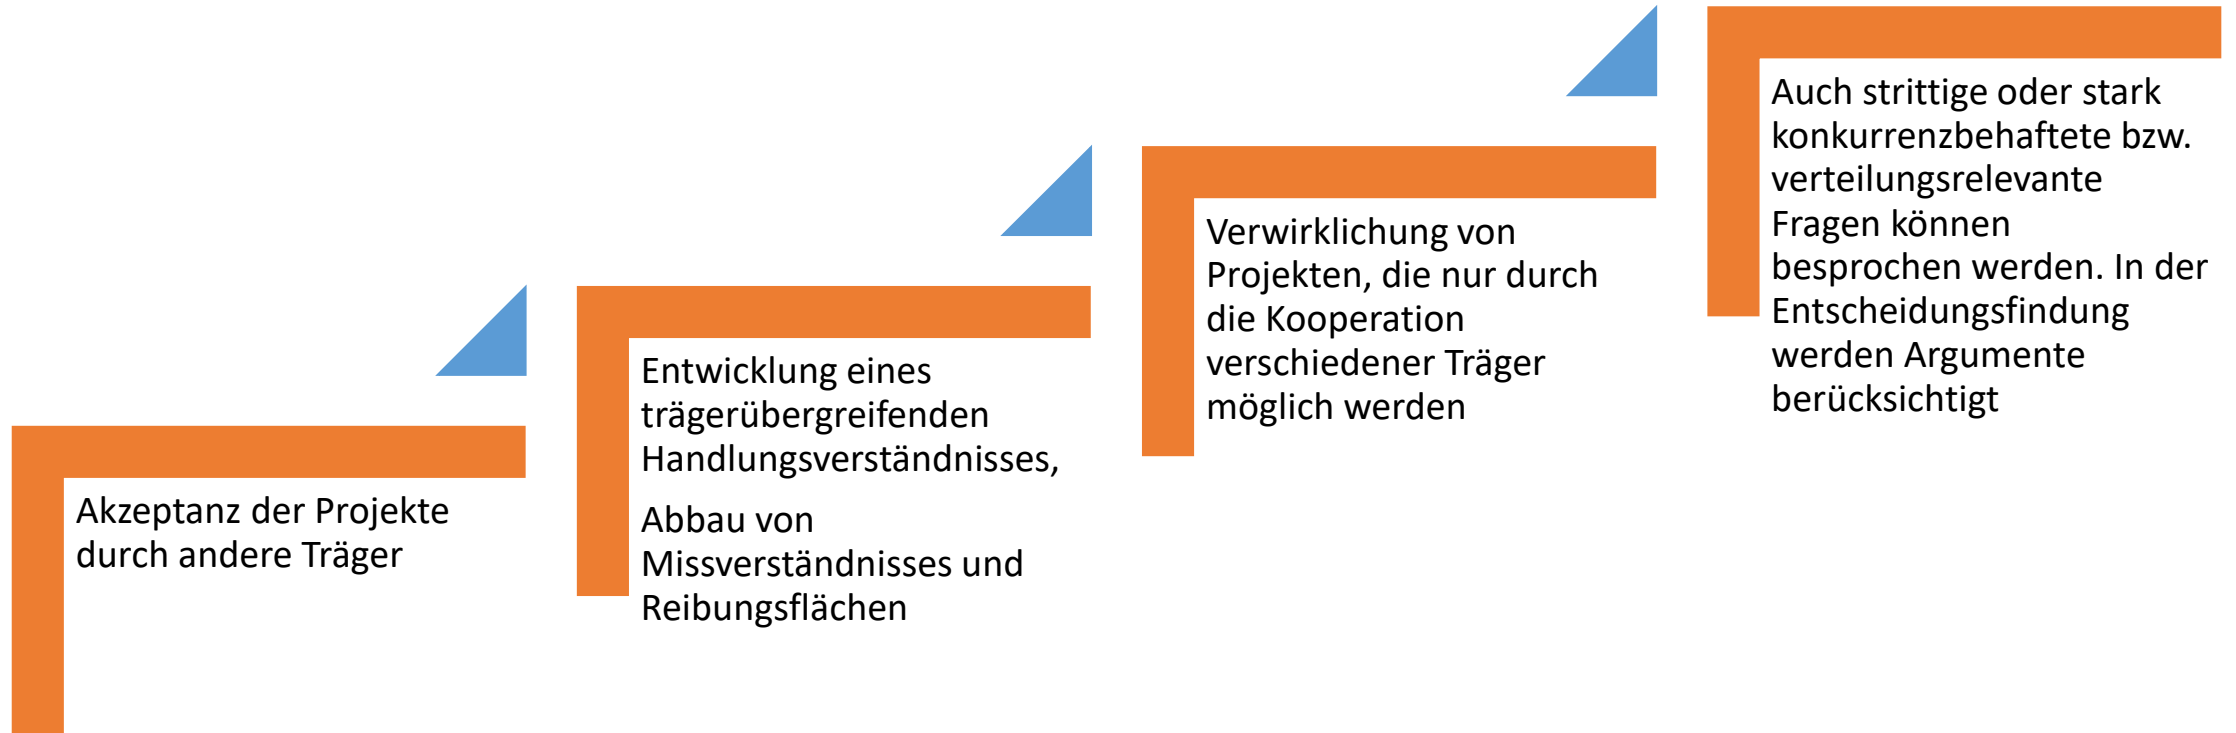 Akzeptanz der Projekte
durch andere Träger
Entwicklung eines
trägerübergreifenden
Handlungsverständnisses,
Abbau von
Missverständnisses und
Reibungsflächen
Verwirklichung von
Projekten, die nur durch
die Kooperation
verschiedener Träger
möglich werden
Auch strittige oder stark
konkurrenzbehaftete bzw.
verteilungsrelevante
Fragen können
besprochen werden. In der
Entscheidungsfindung
werden Argumente
berücksichtigt